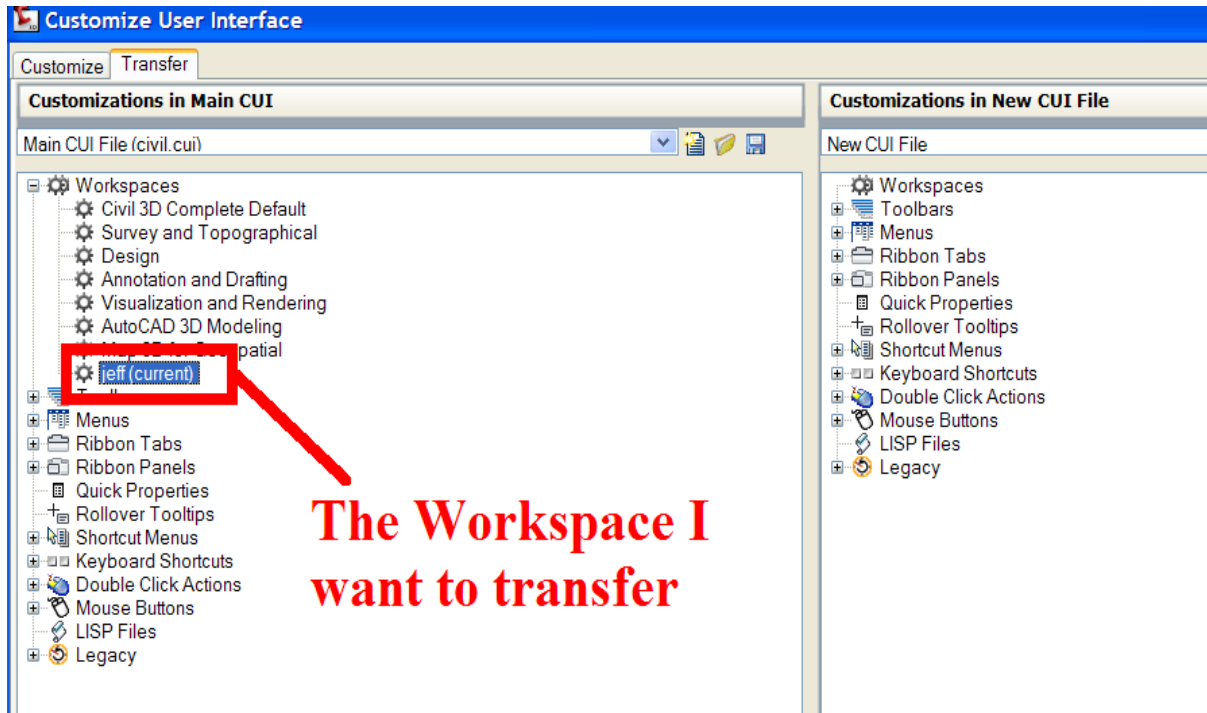 Customize User Interface
Customize Transfer
Customizations in Main CUI
Main CUI File (civil.cui)
Workspaces
Civil 3D Complete Default
Survey and Topographical
Design
Annotation and Drafting
Visualization and Rendering
AutoCAD 3D Modeling
jeff (current)
Menus
Ribbon Tabs
Ribbon Panels
Quick Properties
Rollover Tooltips
Shortcut Menus
Keyboard Shortcuts
Double Click Actions
Mouse Buttons
LISP Files
Legacy
The Workspace I
want to transfer
Customizations in New CUI File
New CUI File
Workspaces
Toolbars
Menus
Ribbon Tabs
Ribbon Panels
Quick Properties
Rollover Tooltips
Shortcut Menus
Keyboard Shortcuts
Double Click Actions
Mouse Buttons
LISP Files
Legacy